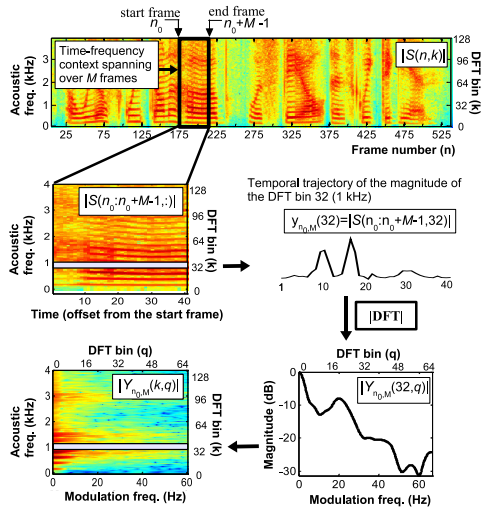 start frame
end frame
n₀
n₀+M-1
Time-frequency
context spanning
over M frames
|S(n,k)|
Acoustic
freq. (kHz)
3
2
1
0
DFT bin (k)
128
96
64
32
0
25 75 125 175 225 275 325 375 425 475 525
Frame number (n)
|S(n₀:n₀+M-1,:)|
Acoustic
freq. (kHz)
4
3
2
1
0
DFT bin (k)
128
96
64
32
0
0 10 20 30 40
Time (offset from the start frame)
Temporal trajectory of the magnitude of
the DFT bin 32 (1 kHz)
y n₀,M (32)=|S(n₀:n₀+M-1,32)|
1 10 20 30 40
|DFT|
DFT bin (q)
0 16 32 48 64
|Y n₀,M (k,q)|
Acoustic
freq. (kHz)
4
3
2
1
0
DFT bin (k)
128
96
64
32
0
0 20 40 60
Modulation freq. (Hz)
DFT bin (q)
0 16 32 48 64
|Y n₀,M (32,q)|
Magnitude (dB)
0
-10
-20
-30
0 20 40 60
Modulation freq. (Hz)